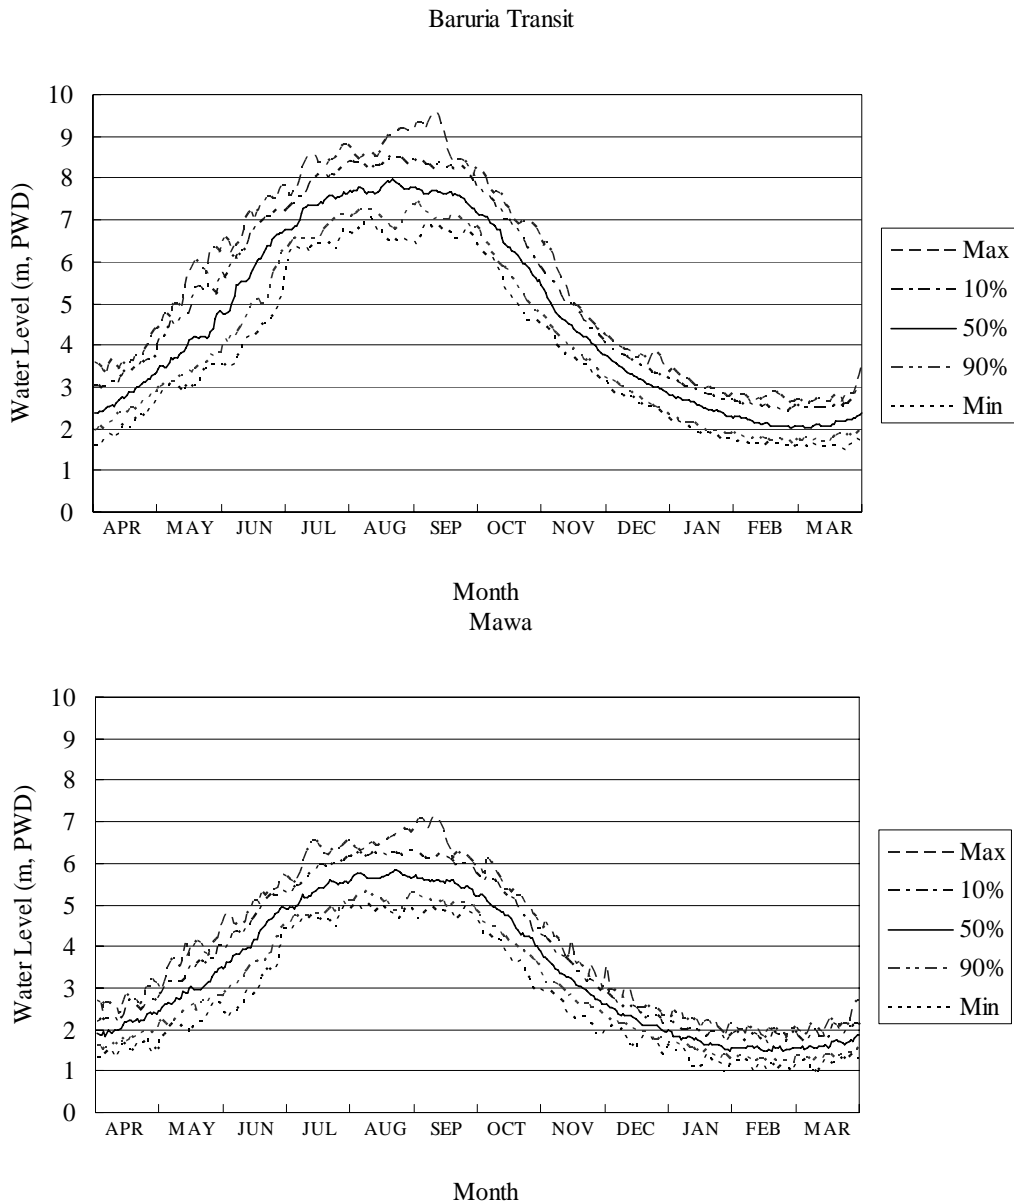 Baruria Transit
10
9
8
7
6
5
4
3
2
1
0
Water Level (m, PWD)
APR MAY JUN JUL AUG SEP OCT NOV DEC JAN FEB MAR
Month
Max
10%
50%
90%
Min
Mawa
10
9
8
7
6
5
4
3
2
1
0
Water Level (m, PWD)
APR MAY JUN JUL AUG SEP OCT NOV DEC JAN FEB MAR
Month
Max
10%
50%
90%
Min